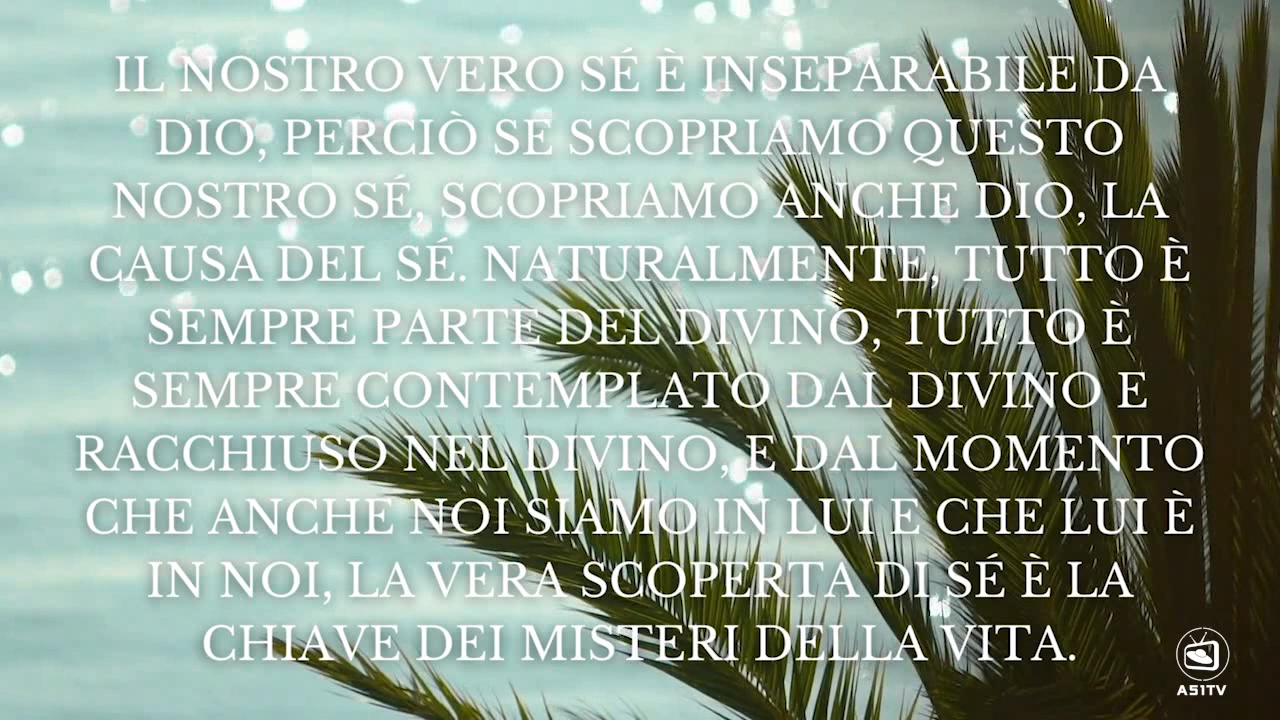 IL NOSTRO VERO SÉ È INSEPARABILE DA
DIO, PERCIÒ SE SCOPRIAMO QUESTO
NOSTRO SÉ, SCOPRIAMO ANCHE DIO, LA
CAUSA DEL SÉ. NATURALMENTE, TUTTO È
SEMPRE PARTE DEL DIVINO, TUTTO È
SEMPRE CONTEMPLATO DAL DIVINO E
RACCHIUSO NEL DIVINO, E DAL MOMENTO
CHE ANCHE NOI SIAMO IN LUI E CHE LUI È
IN NOI, LA VERA SCOPERTA DI SÉ È LA
CHIAVE DEI MISTERI DELLA VITA.
A51TV